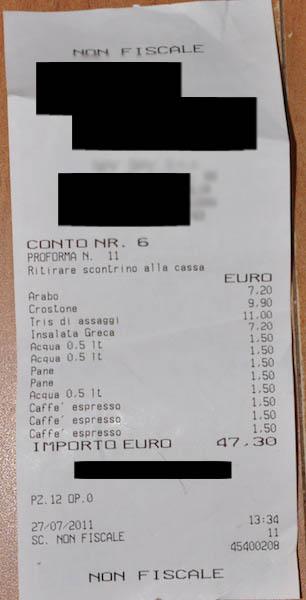 NON FISCALE
CONTO NR. 6
PROFORMA N. 11
Ritirare scontrino alla cassa
EURO
Arabo 7.20
Crostone 9.90
Tris di assaggi 11.00
Insalata Greca 7.20
Acqua 0.5 lt 1.50
Acqua 0.5 lt 1.50
Pane 1.50
Pane 1.50
Acqua 0.5 lt 1.50
Caffe' espresso 1.50
Caffe' espresso 1.50
Caffe' espresso 1.50
IMPORTO EURO 47.30
PZ.12 OP.0
27/07/2011 13:34
SC. NON FISCALE 11
45400208
NON FISCALE